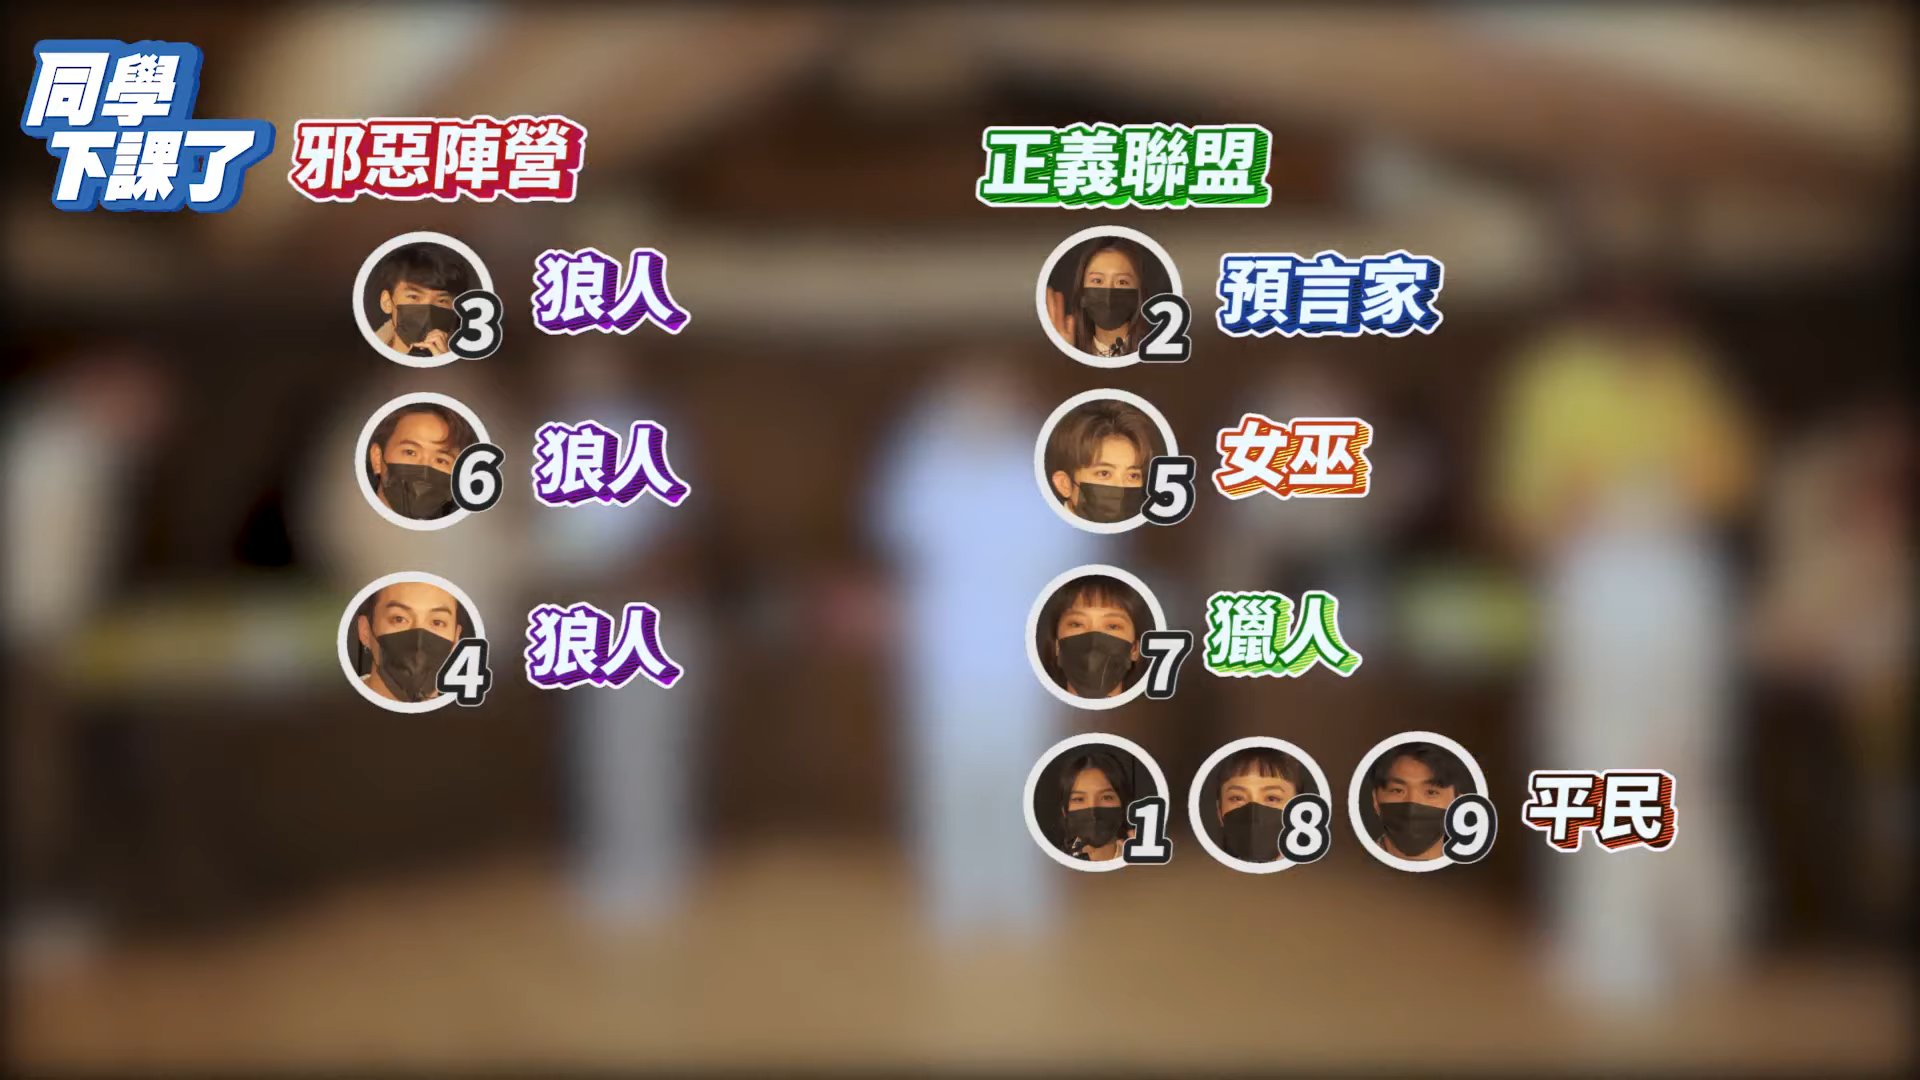 同學
下課了
邪惡陣營
正義聯盟
3 狼人
2 預言家
6 狼人
5 女巫
4 狼人
7 獵人
1 8 9 平民